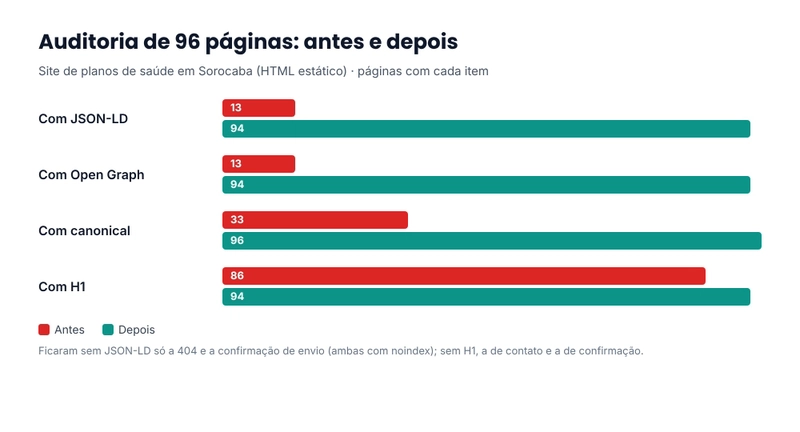 Auditoria de 96 páginas: antes e depois
Site de planos de saúde em Sorocaba (HTML estático) · páginas com cada item
Com JSON-LD
13
94
Com Open Graph
13
94
Com canonical
33
96
Com H1
86
94
Antes
Depois
Ficaram sem JSON-LD só a 404 e a confirmação de envio (ambas com noindex); sem H1, a de contato e a de confirmação.